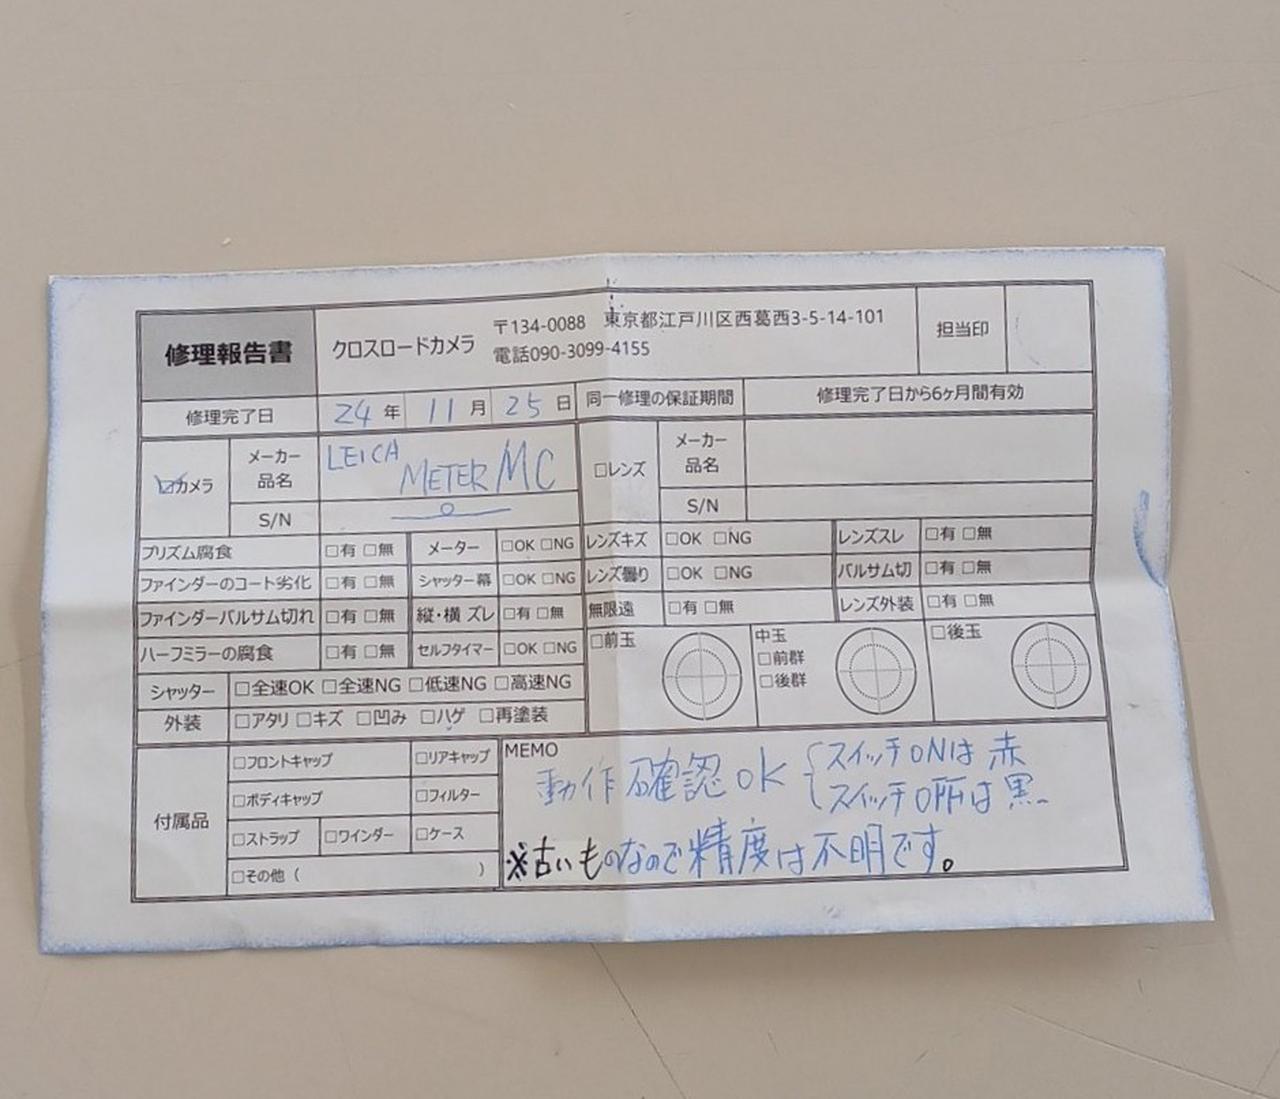 修理報告書
クロスロードカメラ
〒134-0088 東京都江戸川区西葛西3-5-14-101
電話090-3099-4155
担当印
修理完了日 24年 11月 25日 同一修理の保証期間 修理完了日から6ヶ月間有効
☑カメラ メーカー品名 LEICA METER MC
S/N
□レンズ メーカー品名
S/N
プリズム腐食 □有 □無 メーター □OK □NG レンズキズ □OK □NG レンズスレ □有 □無
ファインダーのコート劣化 □有 □無 シャッター幕 □OK □NG レンズ曇り □OK □NG バルサム切 □有 □無
ファインダーバルサム切れ □有 □無 縦・横 ズレ □有 □無 無限遠 □有 □無 レンズ外装 □有 □無
ハーフミラーの腐食 □有 □無 セルフタイマー □OK □NG
□前玉
中玉
□前群
□後群
□後玉
シャッター □全速OK □全速NG □低速NG □高速NG
外装 □アタリ □キズ □凹み □ハゲ □再塗装
付属品
□フロントキャップ □リアキャップ
□ボディキャップ □フィルター
□ストラップ □ワインダー □ケース
□その他( )
MEMO
動作確認OK
スイッチONは赤
スイッチO所は黒
※古いものなので精度は不明です。